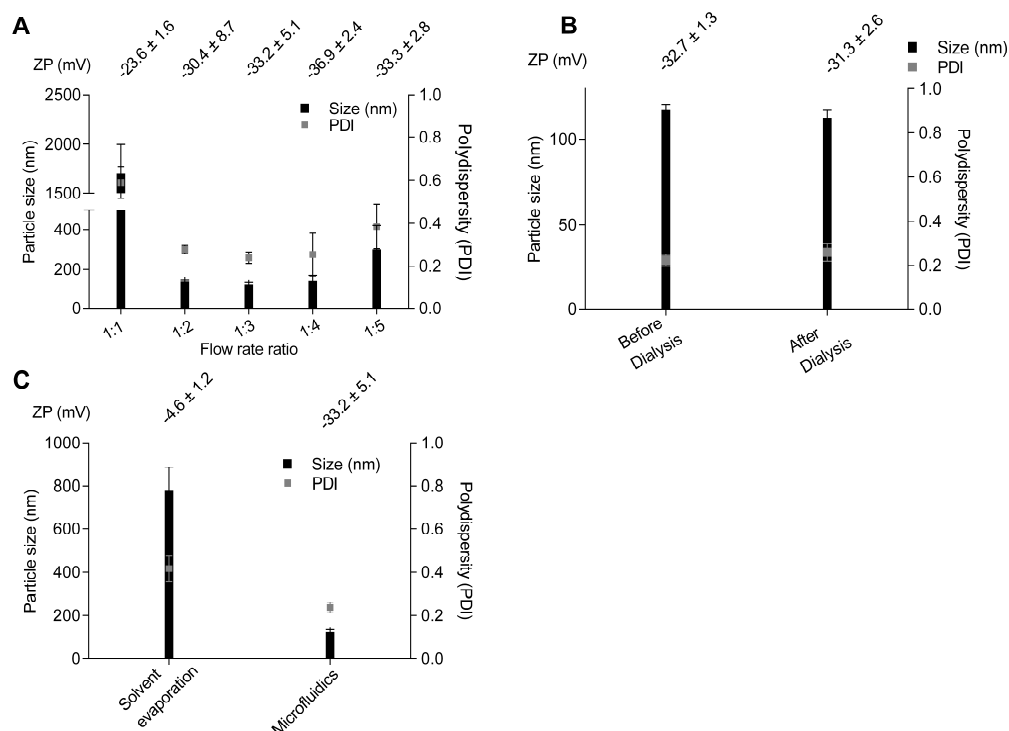 A
ZP (mV)
-23.6 ± 1.6
-30.4 ± 8.7
-33.2 ± 5.1
-36.9 ± 2.4
-33.3 ± 2.8
Size (nm)
PDI
Particle size (nm)
2500
2000
1500
400
200
0
Polydispersity (PDI)
1.0
0.8
0.6
0.4
0.2
0.0
1:1
1:2
1:3
1:4
1:5
Flow rate ratio
B
ZP (mV)
-32.7 ± 1.3
-31.3 ± 2.6
Size (nm)
PDI
Particle size (nm)
100
50
0
Polydispersity (PDI)
1.0
0.8
0.6
0.4
0.2
0.0
Before
Dialysis
After
Dialysis
C
ZP (mV)
-4.6 ± 1.2
-33.2 ± 5.1
Size (nm)
PDI
Particle size (nm)
1000
800
600
400
200
0
Polydispersity (PDI)
1.0
0.8
0.6
0.4
0.2
0.0
Solvent
evaporation
Microfluidics